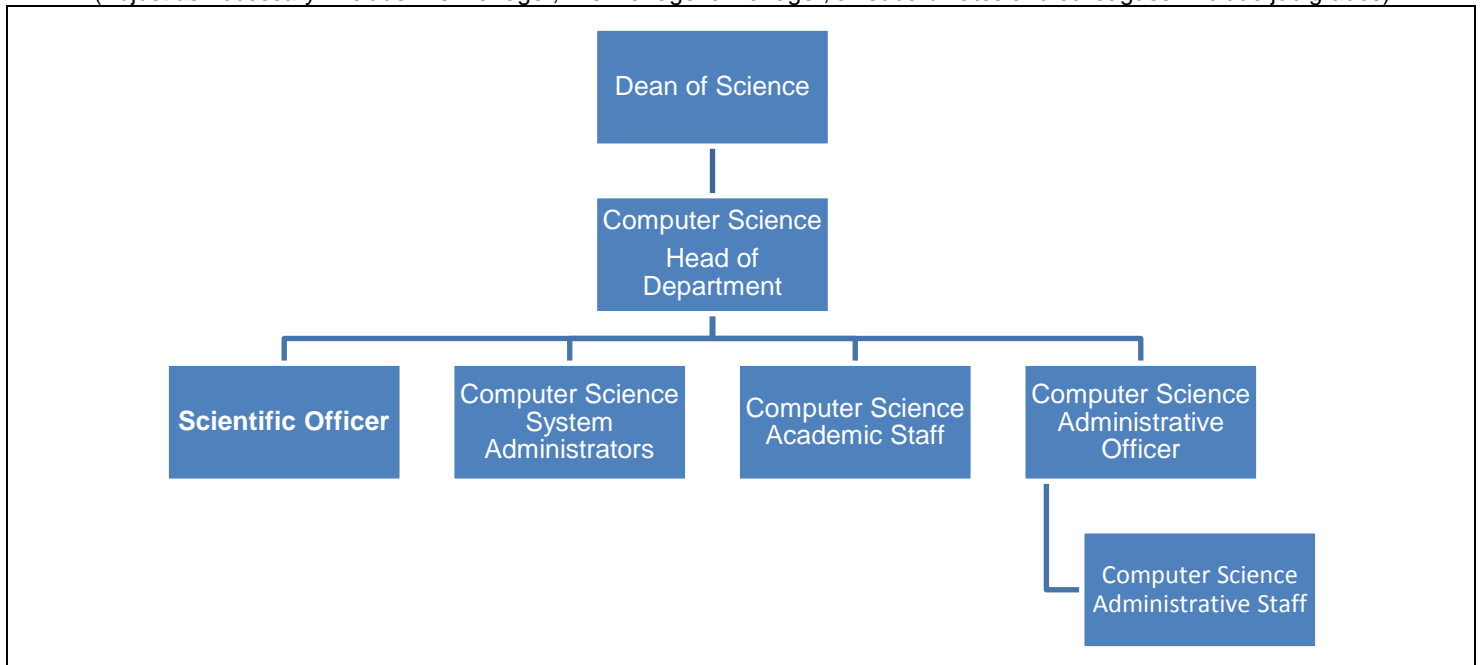 Dean of Science
Computer Science
Head of
Department
Scientific Officer
Computer Science
System
Administrators
Computer Science
Academic Staff
Computer Science
Administrative
Officer
Computer Science
Administrative Staff